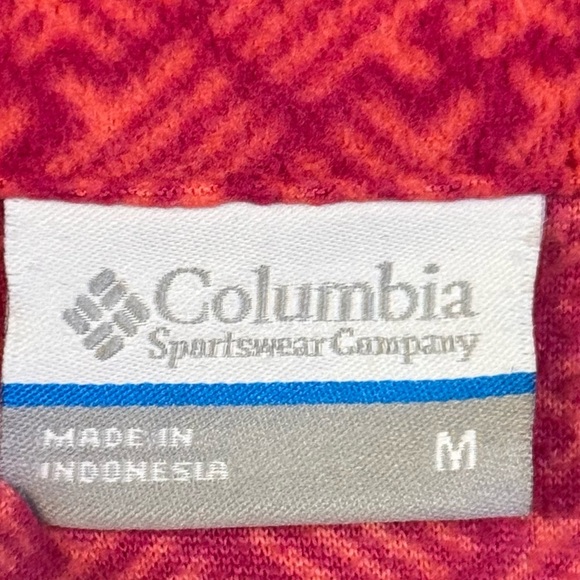 Columbia
Sportswear Company
MADE IN
INDONESIA
M